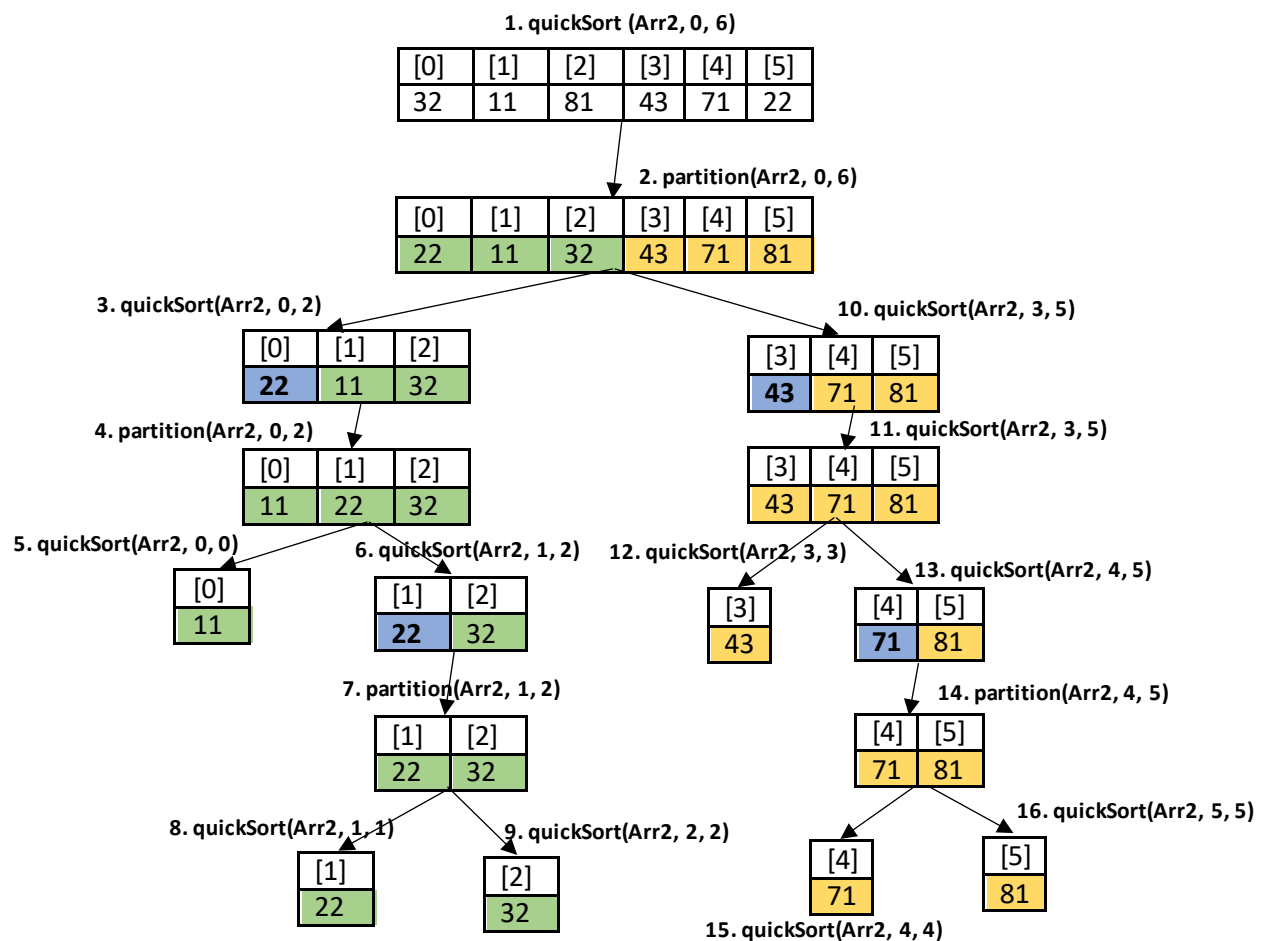 1. quickSort (Arr2, 0, 6)
[0] [1] [2] [3] [4] [5]
32 11 81 43 71 22
2. partition(Arr2, 0, 6)
[0] [1] [2] [3] [4] [5]
22 11 32 43 71 81
3. quickSort(Arr2, 0, 2)
[0] [1] [2]
22 11 32
4. partition(Arr2, 0, 2)
[0] [1] [2]
11 22 32
5. quickSort(Arr2, 0, 0)
[0]
11
6. quickSort(Arr2, 1, 2)
[1] [2]
22 32
7. partition(Arr2, 1, 2)
[1] [2]
22 32
8. quickSort(Arr2, 1, 1)
[1]
22
9. quickSort(Arr2, 2, 2)
[2]
32
10. quickSort(Arr2, 3, 5)
[3] [4] [5]
43 71 81
11. quickSort(Arr2, 3, 5)
[3] [4] [5]
43 71 81
12. quickSort(Arr2, 3, 3)
[3]
43
13. quickSort(Arr2, 4, 5)
[4] [5]
71 81
14. partition(Arr2, 4, 5)
[4] [5]
71 81
[4]
71
15. quickSort(Arr2, 4, 4)
16. quickSort(Arr2, 5, 5)
[5]
81